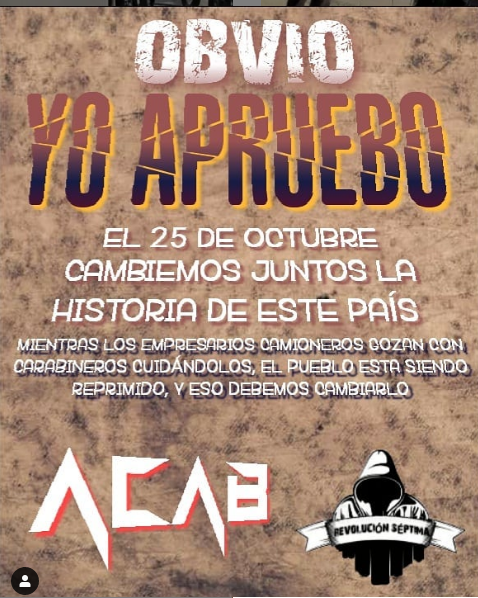 OBVIO
YO APRUEBO
EL 25 DE OCTUBRE
CAMBIEMOS JUNTOS LA
HISTORIA DE ESTE PAÍS
MIENTRAS LOS EMPRESARIOS CAMIONEROS GOZAN CON
CARABINEROS CUIDÁNDOLOS, EL PUEBLO ESTA SIENDO
REPRIMIDO, Y ESO DEBEMOS CAMBIARLO
ACAB
REVOLUCIÓN SÉPTIMA